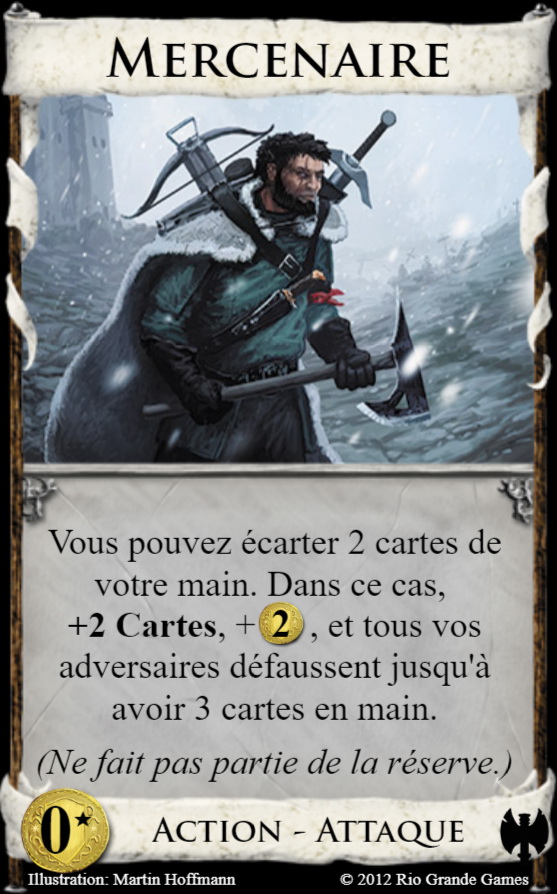 MERCENAIRE
Vous pouvez écarter 2 cartes de
votre main. Dans ce cas,
+2 Cartes, +2 , et tous vos
adversaires défaussent jusqu'à
avoir 3 cartes en main.
(Ne fait pas partie de la réserve.)
0* ACTION - ATTAQUE
Illustration: Martin Hoffmann © 2012 Rio Grande Games